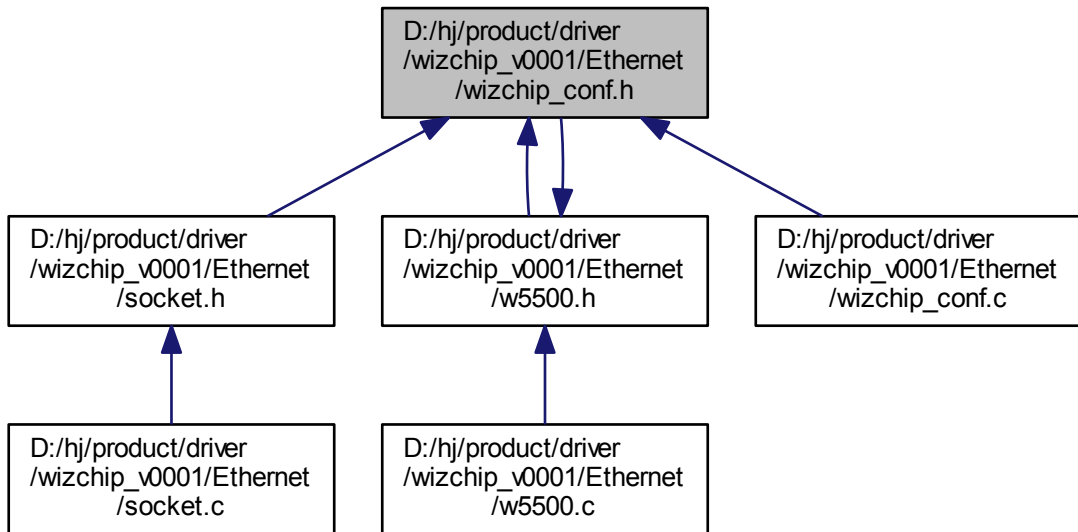 D:/hj/product/driver
/wizchip_v0001/Ethernet
/wizchip_conf.h
D:/hj/product/driver
/wizchip_v0001/Ethernet
/socket.h
D:/hj/product/driver
/wizchip_v0001/Ethernet
/w5500.h
D:/hj/product/driver
/wizchip_v0001/Ethernet
/wizchip_conf.c
D:/hj/product/driver
/wizchip_v0001/Ethernet
/socket.c
D:/hj/product/driver
/wizchip_v0001/Ethernet
/w5500.c